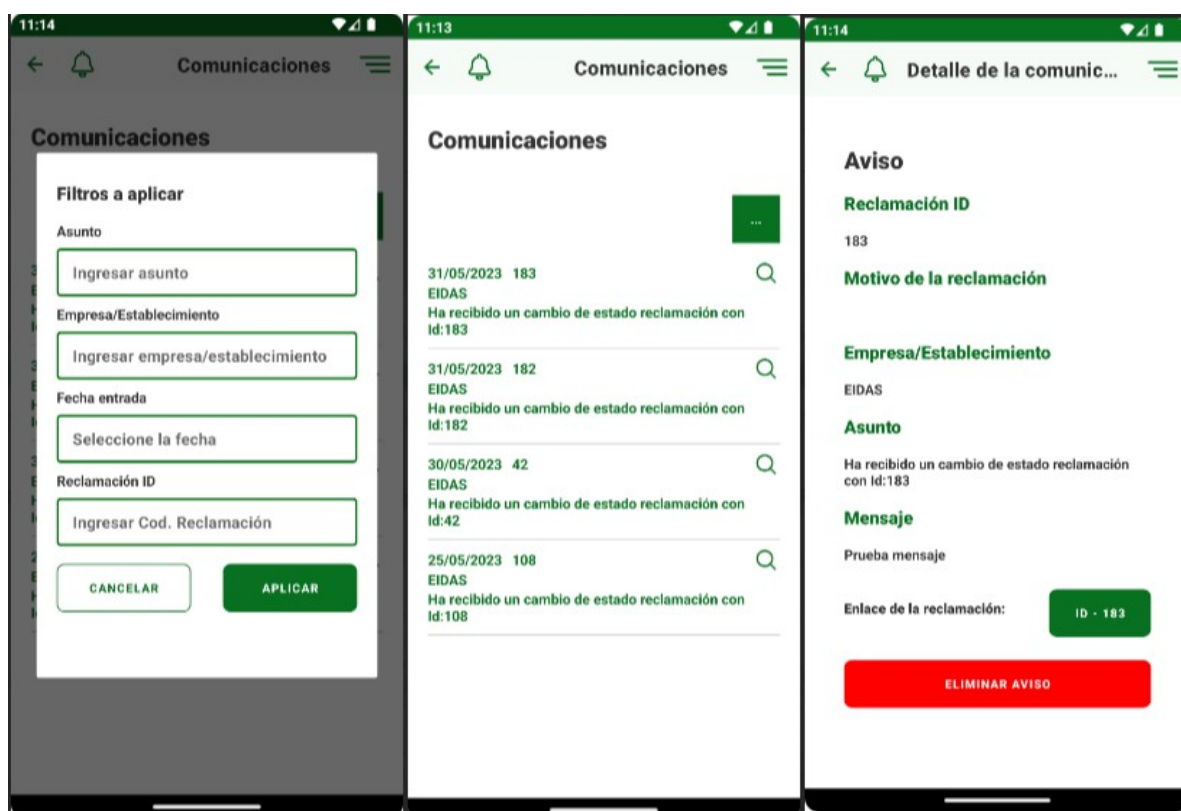 11:14
Comunicaciones
Comunicaciones
Filtros a aplicar
Asunto
Ingresar asunto
Empresa/Establecimiento
Ingresar empresa/establecimiento
Fecha entrada
Seleccione la fecha
Reclamación ID
Ingresar Cod. Reclamación
CANCELAR
APLICAR
11:13
Comunicaciones
Comunicaciones
...
31/05/2023 183
EIDAS
Ha recibido un cambio de estado reclamación con
Id:183
31/05/2023 182
EIDAS
Ha recibido un cambio de estado reclamación con
Id:182
30/05/2023 42
EIDAS
Ha recibido un cambio de estado reclamación con
Id:42
25/05/2023 108
EIDAS
Ha recibido un cambio de estado reclamación con
Id:108
11:14
Detalle de la comunic...
Aviso
Reclamación ID
183
Motivo de la reclamación
Empresa/Establecimiento
EIDAS
Asunto
Ha recibido un cambio de estado reclamación
con Id:183
Mensaje
Prueba mensaje
Enlace de la reclamación:
ID - 183
ELIMINAR AVISO